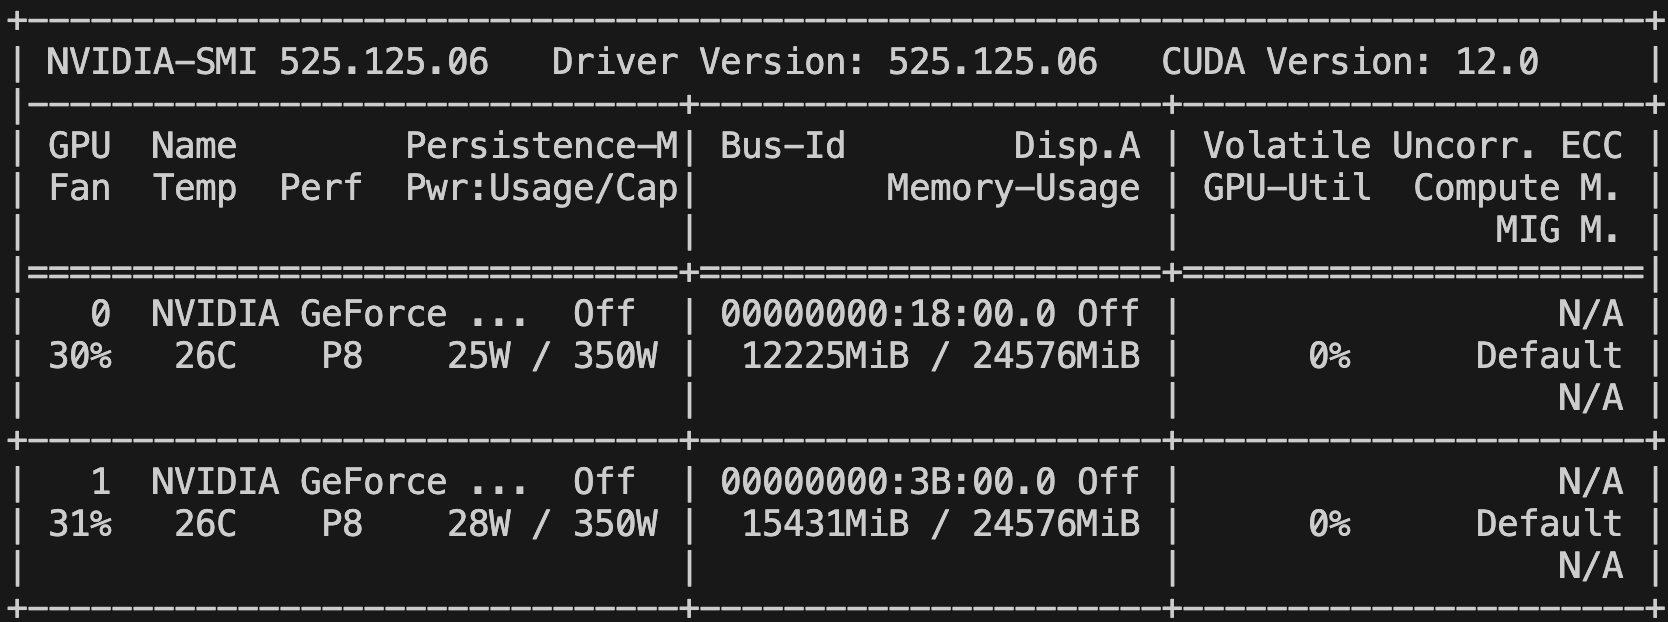 +-----------------------------------------------------------------------------+
| NVIDIA-SMI 525.125.06   Driver Version: 525.125.06   CUDA Version: 12.0     |
|-------------------------------+----------------------+----------------------+
| GPU  Name        Persistence-M| Bus-Id        Disp.A | Volatile Uncorr. ECC |
| Fan  Temp  Perf  Pwr:Usage/Cap|         Memory-Usage | GPU-Util  Compute M. |
|                               |                      |               MIG M. |
|===============================+======================+======================|
|   0  NVIDIA GeForce ...  Off  | 00000000:18:00.0 Off |                  N/A |
| 30%   26C    P8    25W / 350W |  12225MiB / 24576MiB |      0%      Default |
|                               |                      |                  N/A |
+-------------------------------+----------------------+----------------------+
|   1  NVIDIA GeForce ...  Off  | 00000000:3B:00.0 Off |                  N/A |
| 31%   26C    P8    28W / 350W |  15431MiB / 24576MiB |      0%      Default |
|                               |                      |                  N/A |
+-------------------------------+----------------------+----------------------+